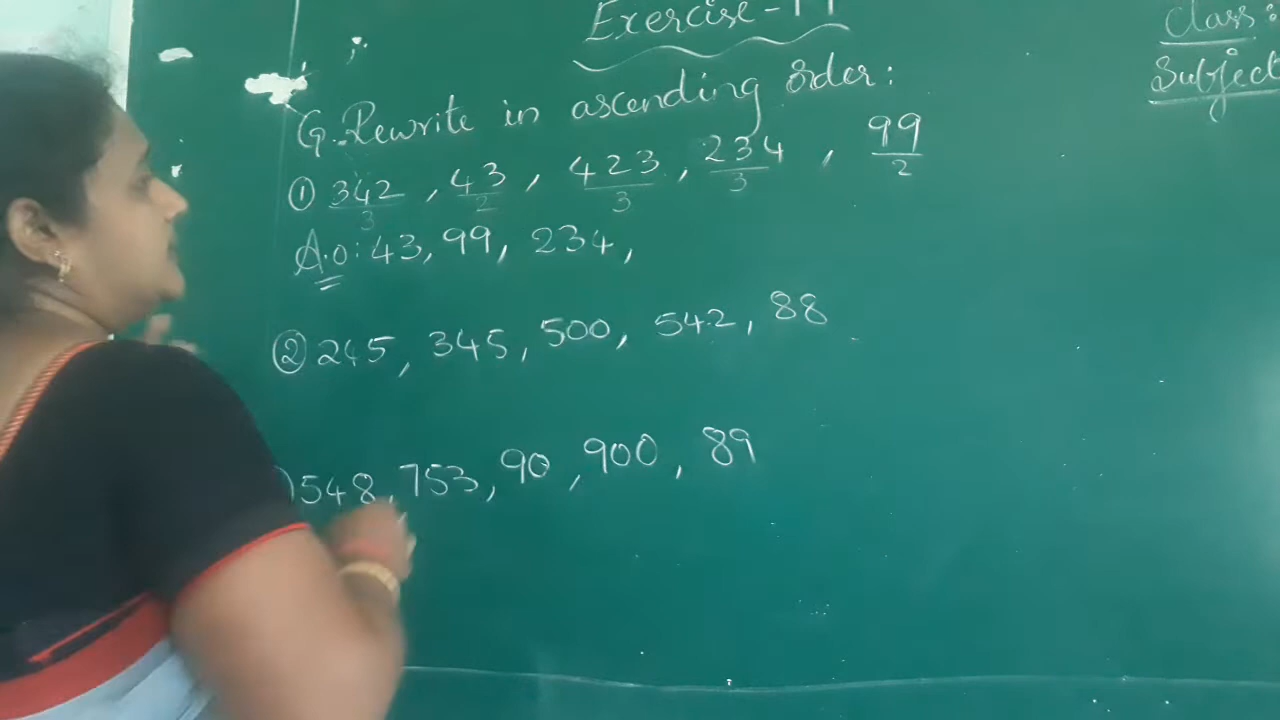 Exercise - 11
Class:
Subject
G. Rewrite in ascending order:
① 342, 43, 423, 234, 99
3 2 3 3 2
A.o: 43, 99, 234,
② 245, 345, 500, 542, 88
) 548, 753, 90, 900, 89